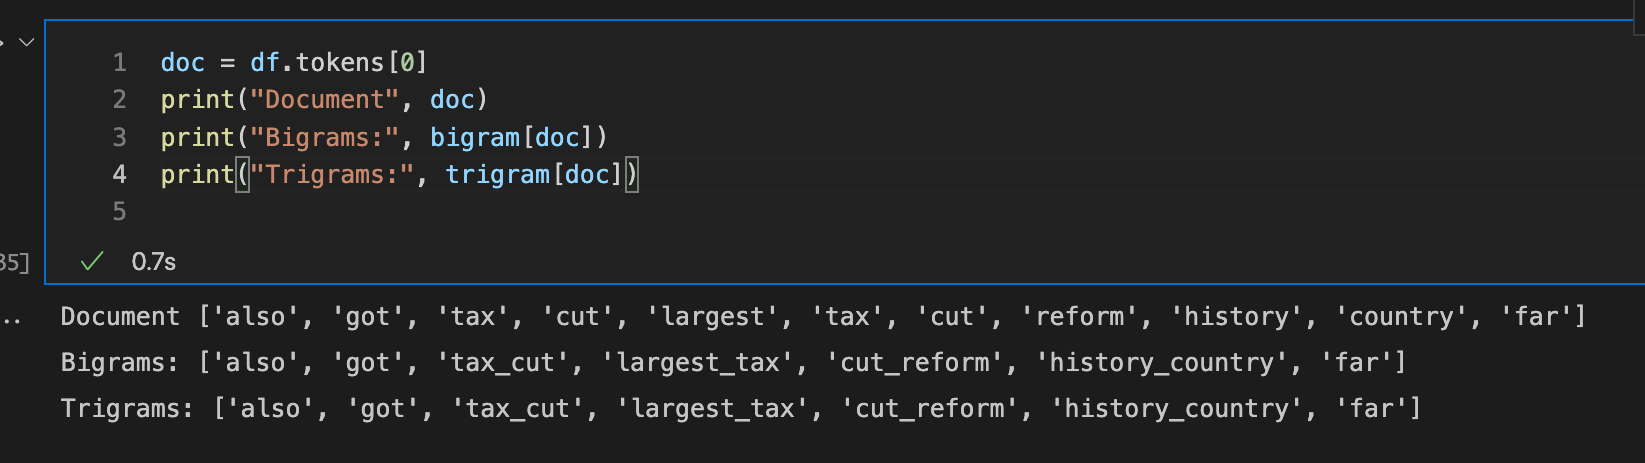 1 doc = df.tokens[0]
2 print("Document", doc)
3 print("Bigrams:", bigram[doc])
4 print("Trigrams:", trigram[doc])
5
35] 0.7s
Document ['also', 'got', 'tax', 'cut', 'largest', 'tax', 'cut', 'reform', 'history', 'country', 'far']
Bigrams: ['also', 'got', 'tax_cut', 'largest_tax', 'cut_reform', 'history_country', 'far']
Trigrams: ['also', 'got', 'tax_cut', 'largest_tax', 'cut_reform', 'history_country', 'far']